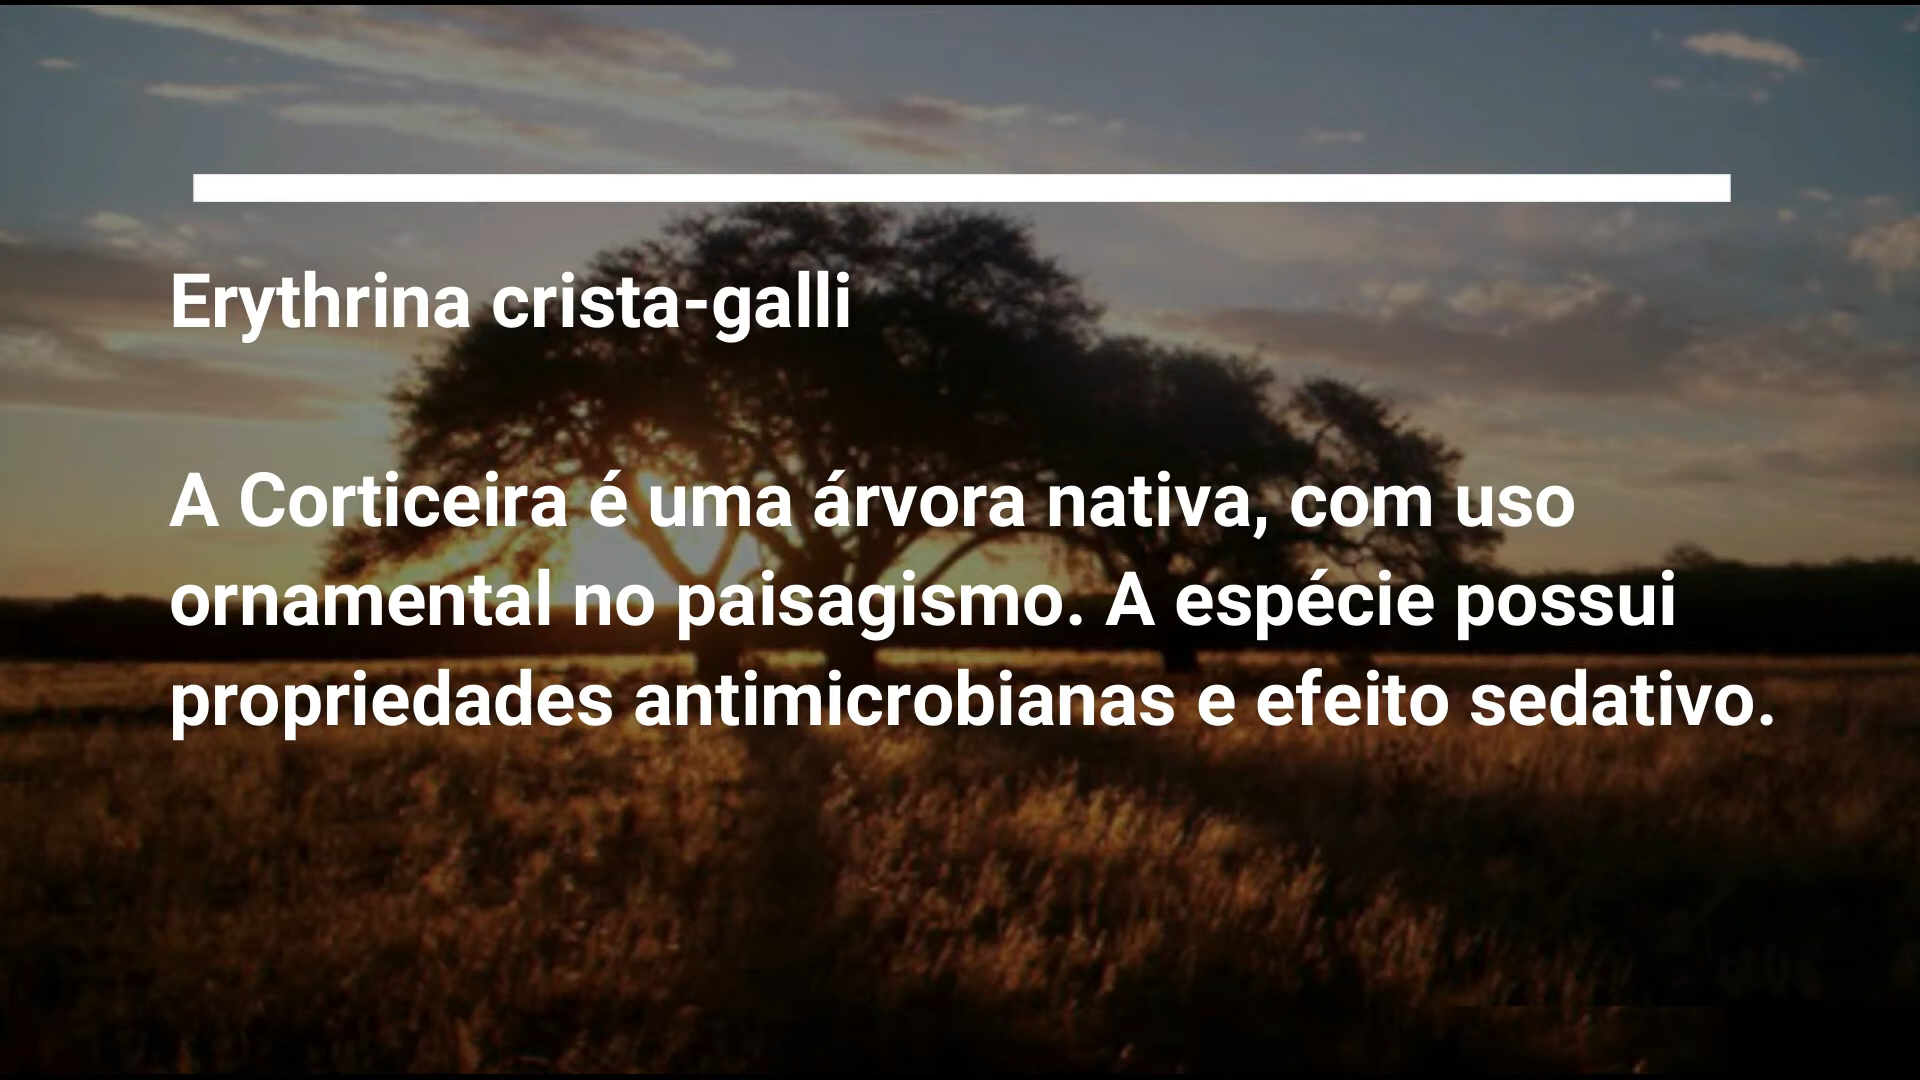 Erythrina crista-galli
A Corticeira é uma árvora nativa, com uso
ornamental no paisagismo. A espécie possui
propriedades antimicrobianas e efeito sedativo.